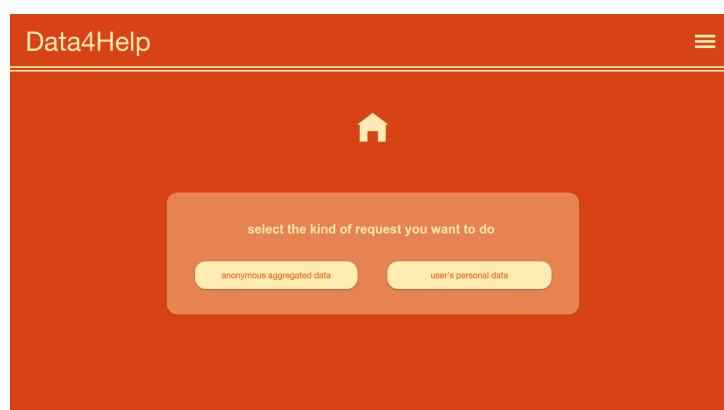 Data4Help
select the kind of request you want to do
anonymous aggregated data
user's personal data